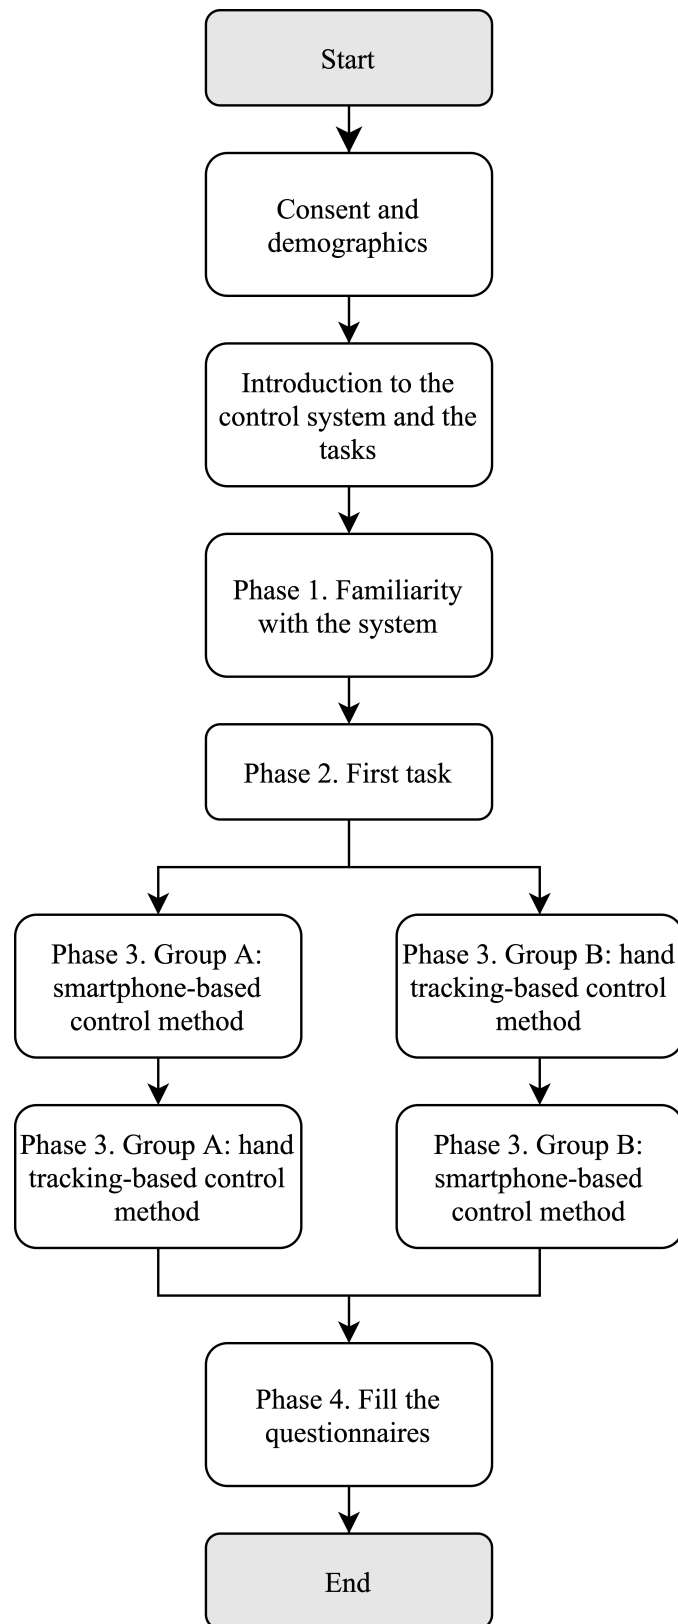 Start
Consent and
demographics
Introduction to the
control system and the
tasks
Phase 1. Familiarity
with the system
Phase 2. First task
Phase 3. Group A:
smartphone-based
control method
Phase 3. Group B: hand
tracking-based control
method
Phase 3. Group A: hand
tracking-based control
method
Phase 3. Group B:
smartphone-based
control method
Phase 4. Fill the
questionnaires
End